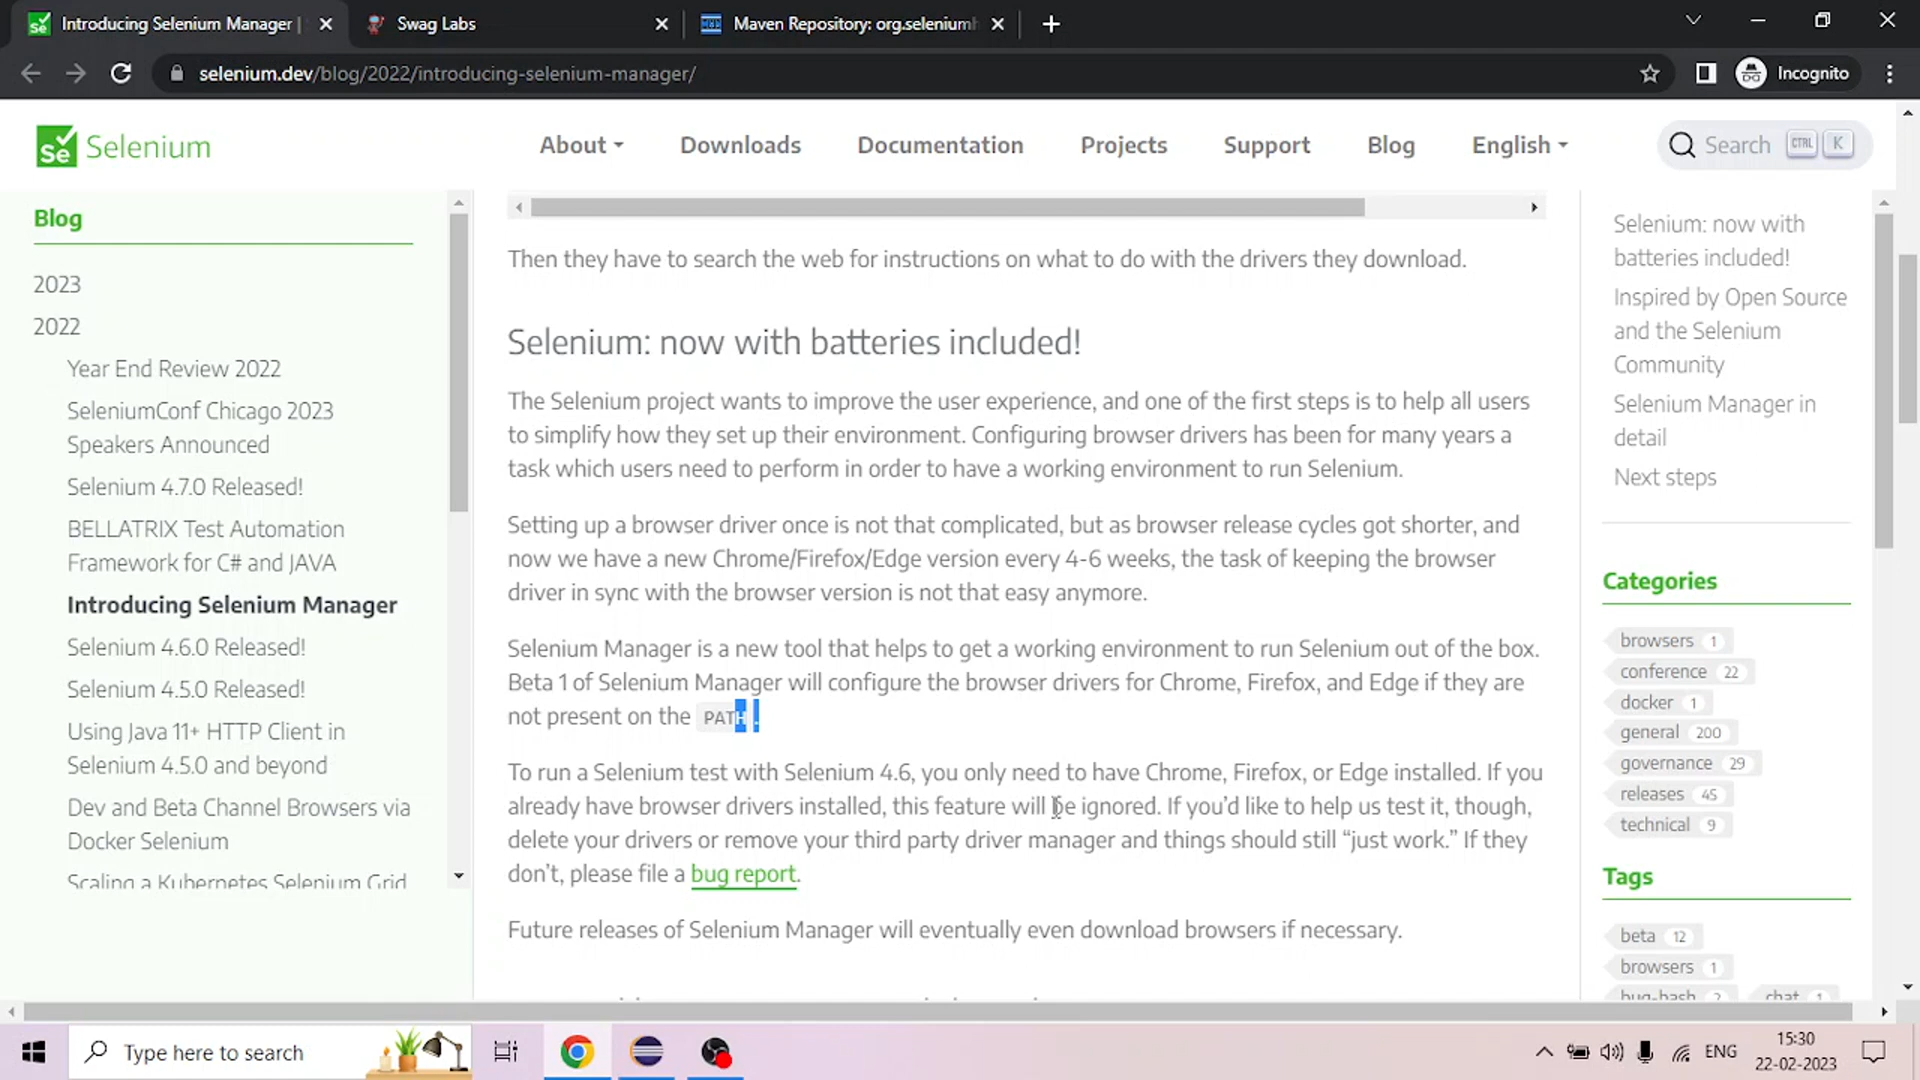 Introducing Selenium Manager |
Swag Labs
Maven Repository: org.seleniumh
selenium.dev/blog/2022/introducing-selenium-manager/
Incognito
Se Selenium
About
Downloads
Documentation
Projects
Support
Blog
English
Search CTRL K
Blog
2023
2022
Year End Review 2022
SeleniumConf Chicago 2023
Speakers Announced
Selenium 4.7.0 Released!
BELLATRIX Test Automation
Framework for C# and JAVA
Introducing Selenium Manager
Selenium 4.6.0 Released!
Selenium 4.5.0 Released!
Using Java 11+ HTTP Client in
Selenium 4.5.0 and beyond
Dev and Beta Channel Browsers via
Docker Selenium
Scaling a Kubernetes Selenium Grid
Then they have to search the web for instructions on what to do with the drivers they download.
Selenium: now with batteries included!
The Selenium project wants to improve the user experience, and one of the first steps is to help all users
to simplify how they set up their environment. Configuring browser drivers has been for many years a
task which users need to perform in order to have a working environment to run Selenium.
Setting up a browser driver once is not that complicated, but as browser release cycles got shorter, and
now we have a new Chrome/Firefox/Edge version every 4-6 weeks, the task of keeping the browser
driver in sync with the browser version is not that easy anymore.
Selenium Manager is a new tool that helps to get a working environment to run Selenium out of the box.
Beta 1 of Selenium Manager will configure the browser drivers for Chrome, Firefox, and Edge if they are
not present on the PATH .
To run a Selenium test with Selenium 4.6, you only need to have Chrome, Firefox, or Edge installed. If you
already have browser drivers installed, this feature will be ignored. If you’d like to help us test it, though,
delete your drivers or remove your third party driver manager and things should still “just work.” If they
don’t, please file a bug report.
Future releases of Selenium Manager will eventually even download browsers if necessary.
Selenium: now with
batteries included!
Inspired by Open Source
and the Selenium
Community
Selenium Manager in
detail
Next steps
Categories
browsers 1
conference 22
docker 1
general 200
governance 29
releases 45
technical 9
Tags
beta 12
browsers 1
bug-bash 2 chat 1
Type here to search
ENG
15:30
22-02-2023